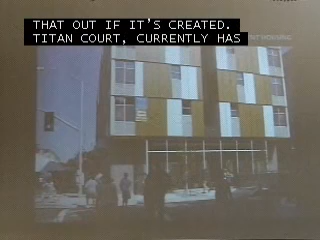 THAT OUT IF IT'S CREATED.
TITAN COURT, CURRENTLY HAS